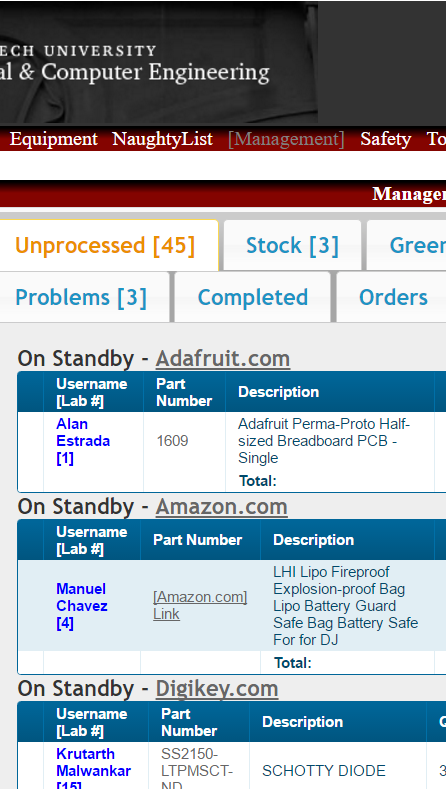 ECH UNIVERSITY
al & Computer Engineering
Equipment NaughtyList [Management] Safety To
Manage
Unprocessed [45] Stock [3] Green
Problems [3] Completed Orders
On Standby - Adafruit.com
Username [Lab #] Part Number Description
Alan Estrada [1] 1609 Adafruit Perma-Proto Half-sized Breadboard PCB - Single
Total:
On Standby - Amazon.com
Username [Lab #] Part Number Description
Manuel Chavez [4] [Amazon.com] Link LHI Lipo Fireproof Explosion-proof Bag Lipo Battery Guard Safe Bag Battery Safe For for DJ
Total:
On Standby - Digikey.com
Username [Lab #] Part Number Description Q
Krutarth Malwankar [15] SS2150-LTPMSCT-ND SCHOTTY DIODE 3